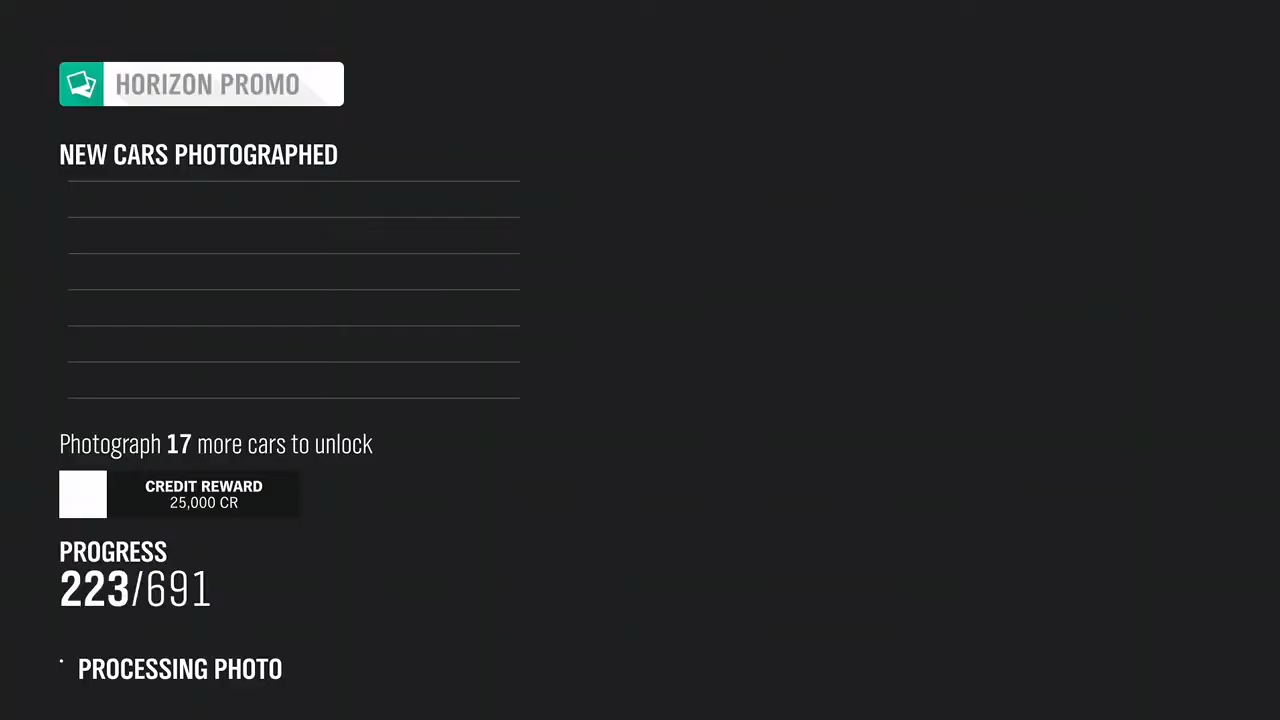 HORIZON PROMO
NEW CARS PHOTOGRAPHED
Photograph 17 more cars to unlock
CREDIT REWARD
25,000 CR
PROGRESS
223/691
PROCESSING PHOTO